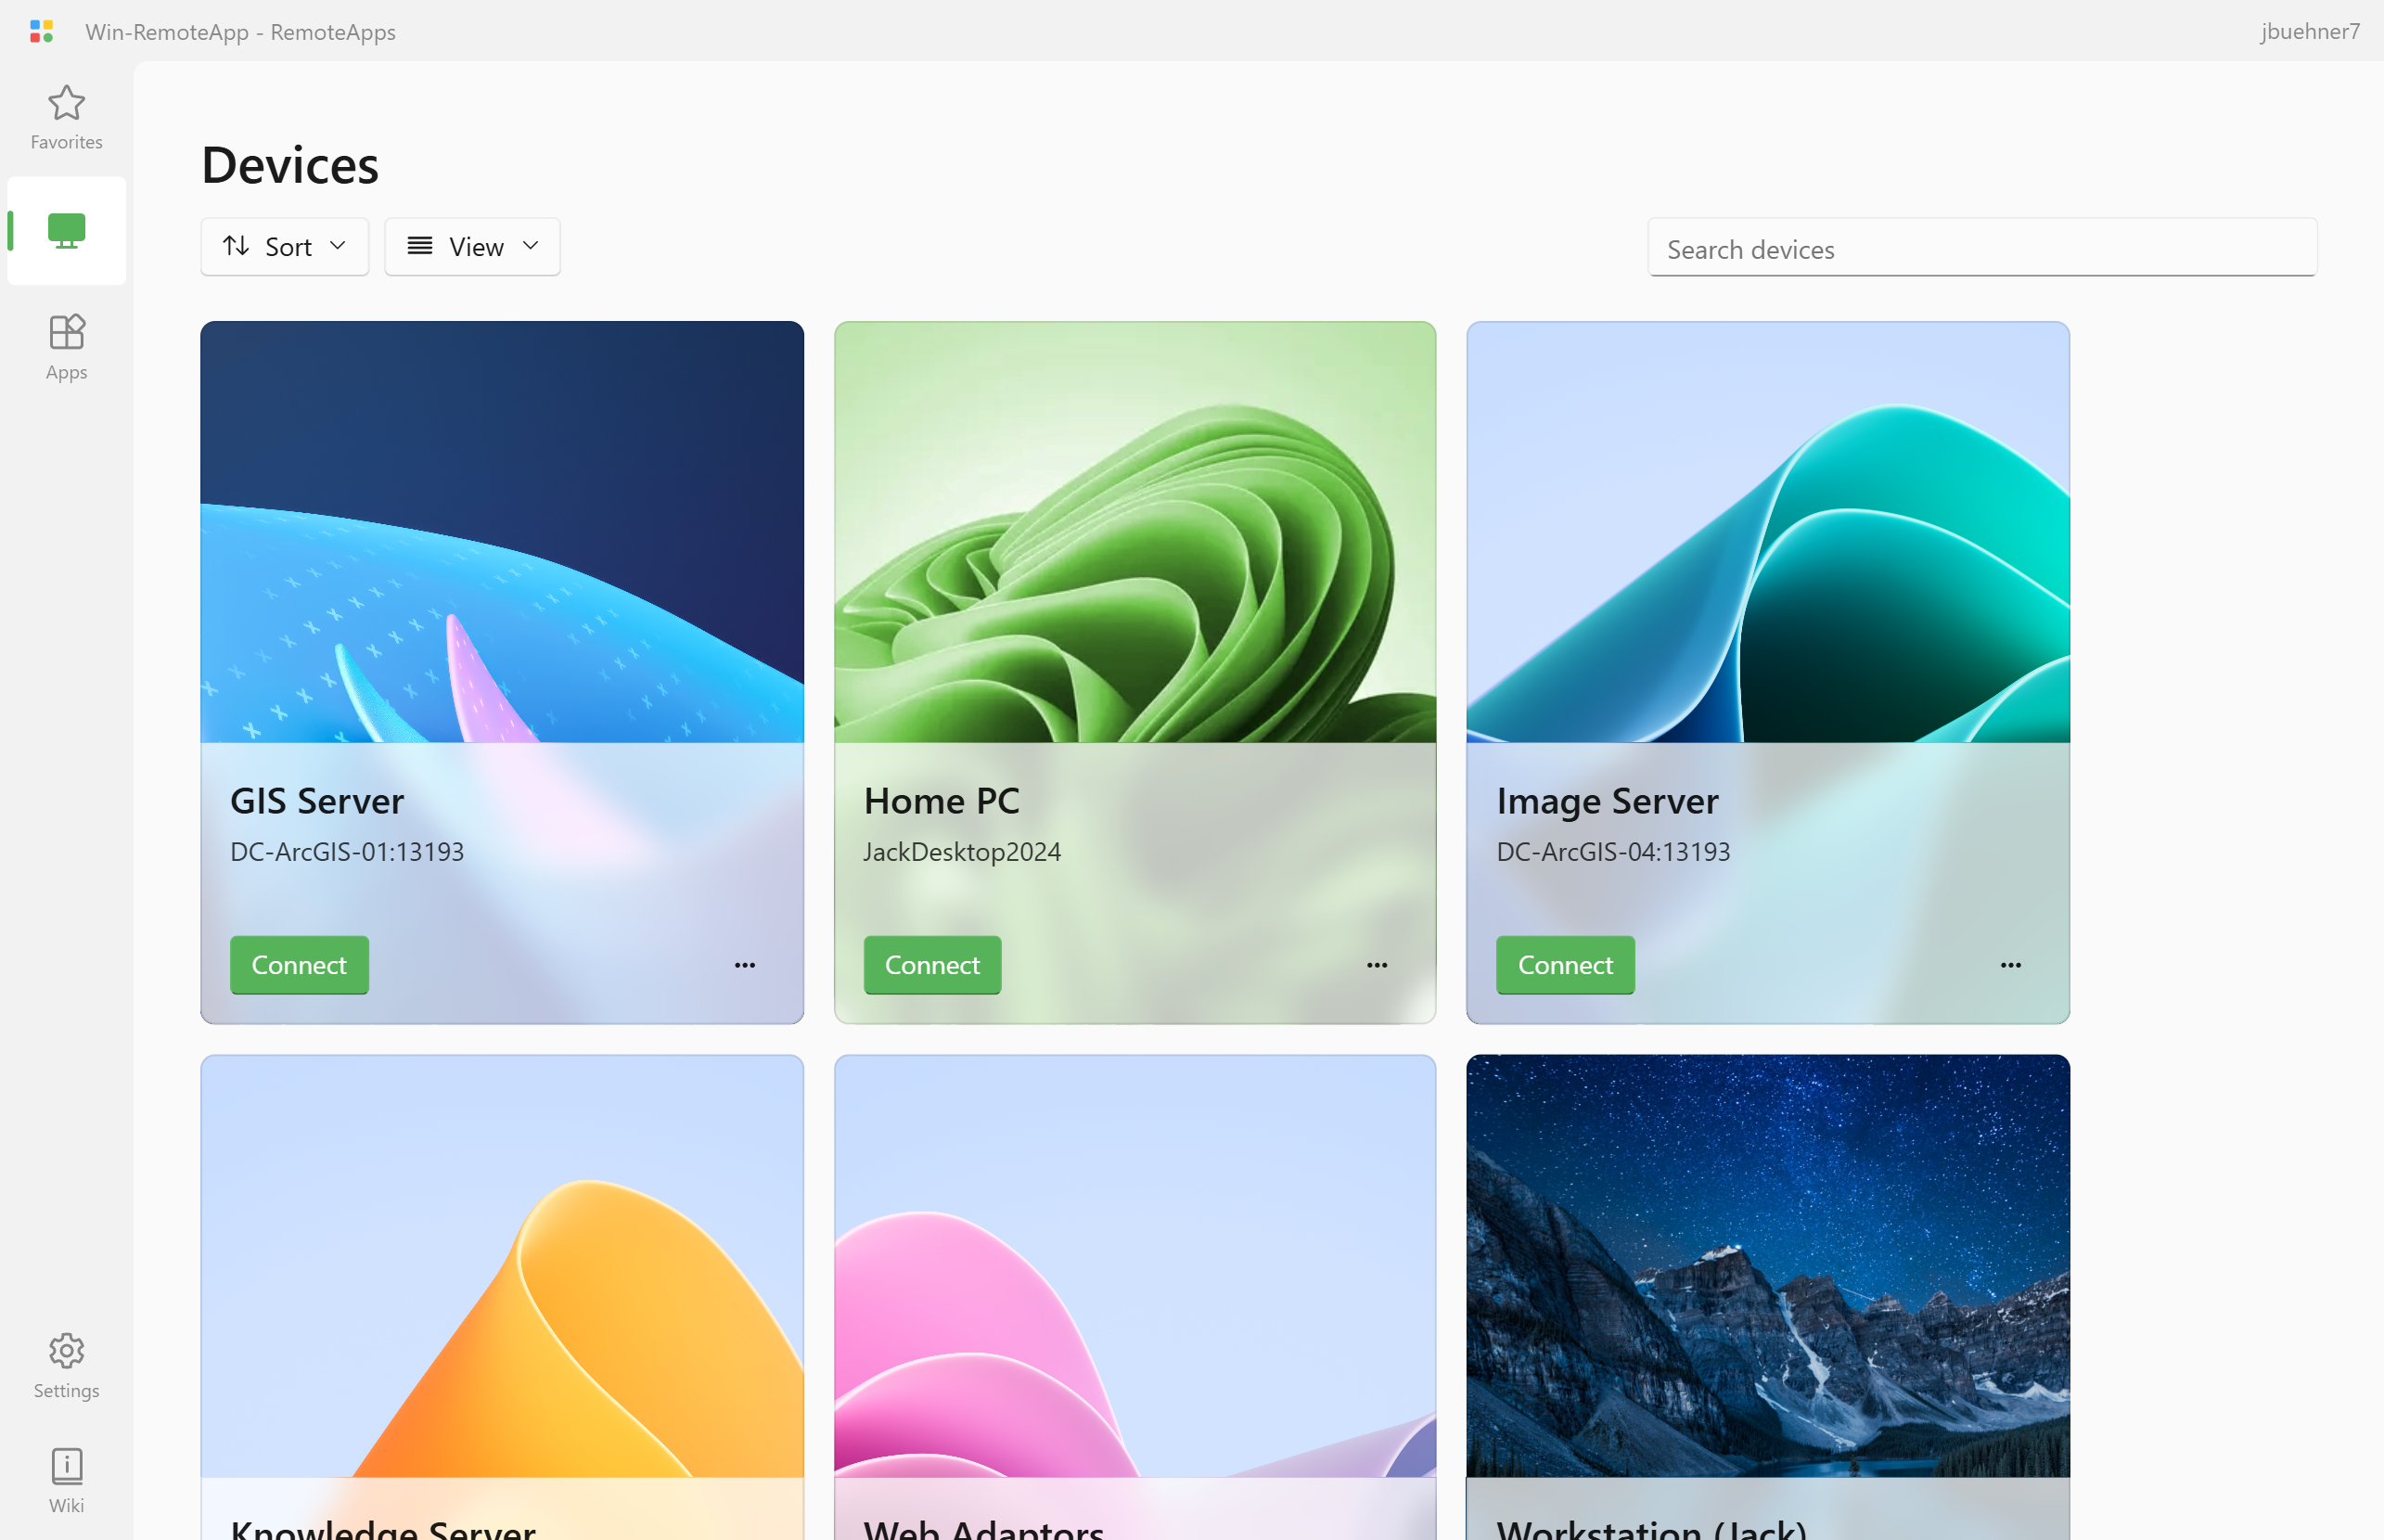 Win-RemoteApp - RemoteApps
jbuehner7
Favorites
Apps
Settings
Wiki
Devices
Sort
View
Search devices
GIS Server
DC-ArcGIS-01:13193
Connect
Home PC
JackDesktop2024
Connect
Image Server
DC-ArcGIS-04:13193
Connect
Knowledge Server
Web Adaptors
Workstation (Jack)